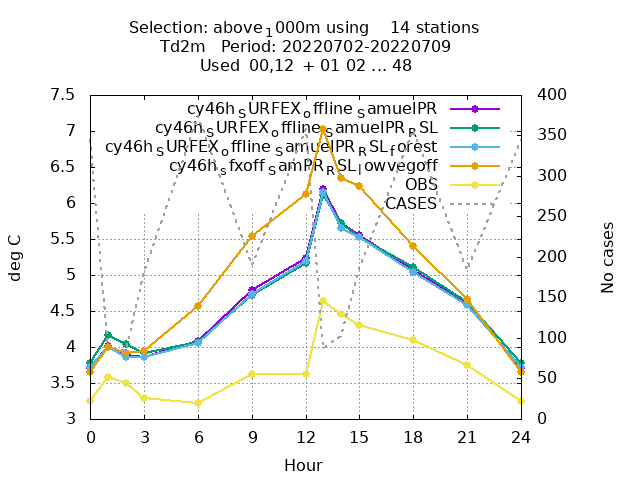 Selection: above_1000m using    14 stations
Td2m   Period: 20220702-20220709
Used  00,12  + 01 02 ... 48
7.5
7
6.5
6
5.5
5
4.5
4
3.5
3
deg C
cy46h_SURFEX_offline_SamuelPR
cy46h_SURFEX_offline_SamuelPR_RSL
cy46h_SURFEX_offline_SamuelPR_RSL_forest
cy46h_sfxoff_SamPR_RSL_lowvegoff
OBS
CASES
400
350
300
250
200
150
100
50
0
No cases
0 3 6 9 12 15 18 21 24
Hour